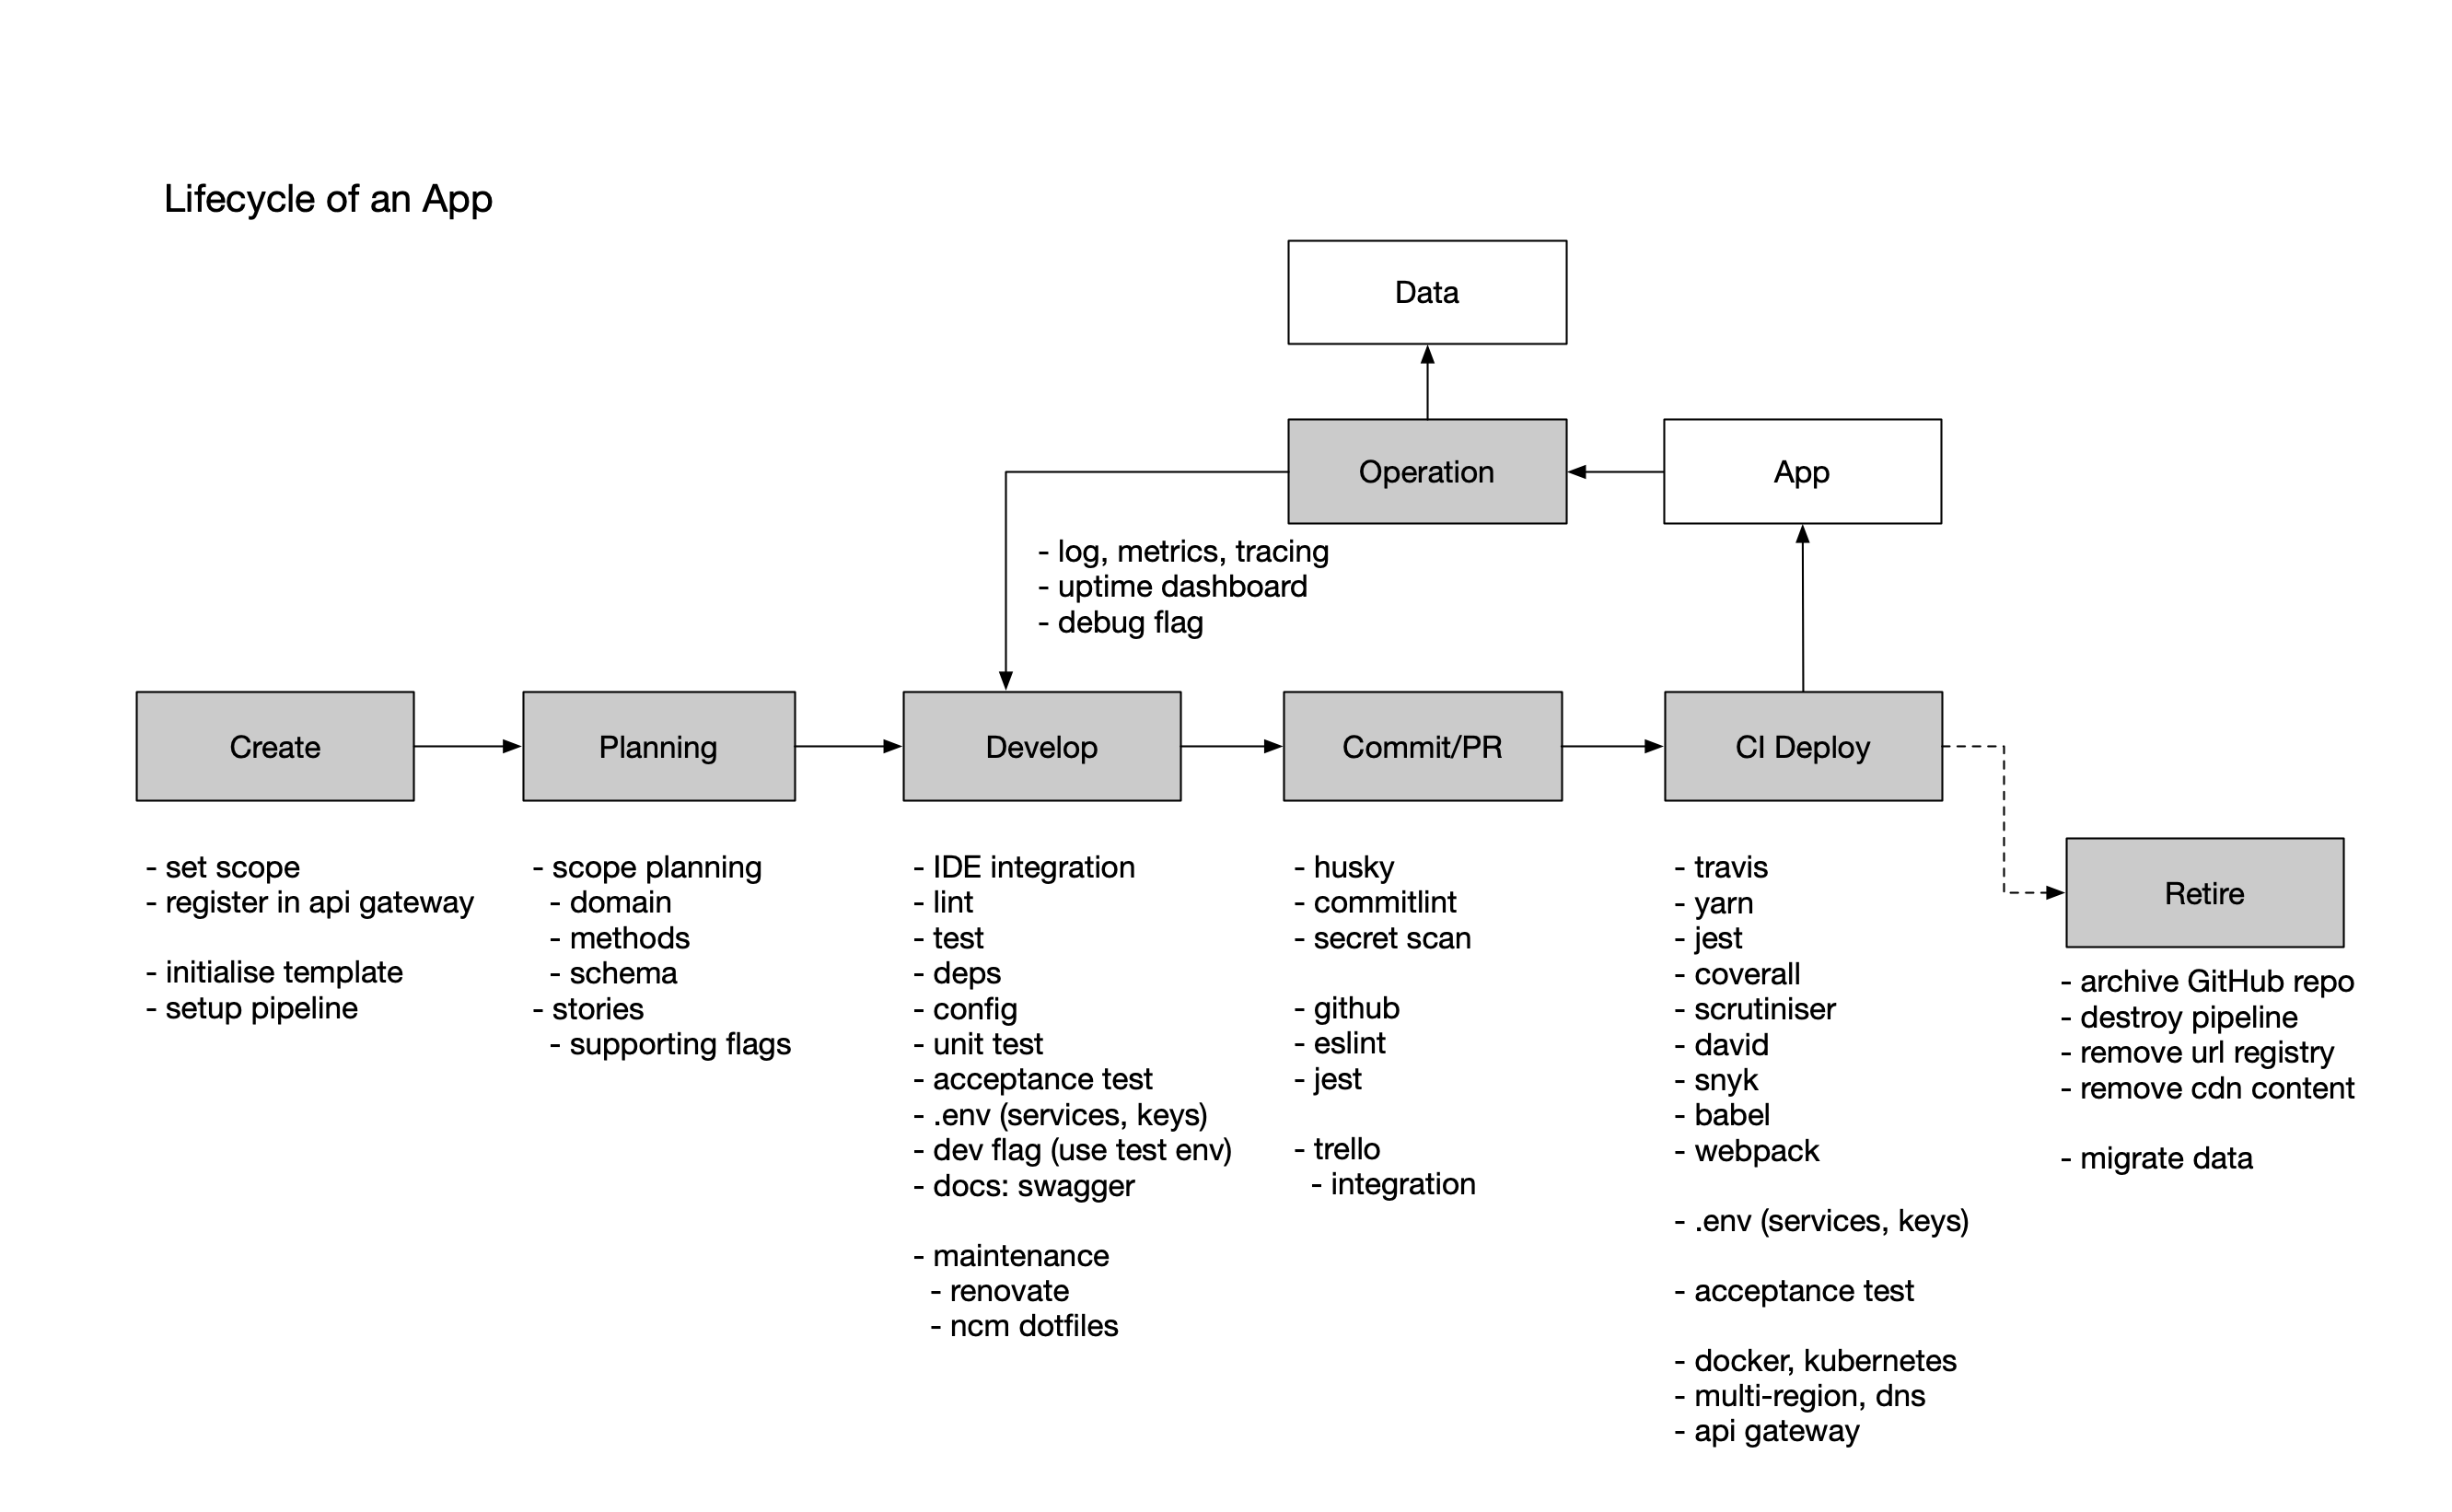 Lifecycle of an App
Data
Operation
App
- log, metrics, tracing
- uptime dashboard
- debug flag
Create
Planning
Develop
Commit/PR
CI Deploy
Retire
- set scope
- register in api gateway
- initialise template
- setup pipeline
- scope planning
- domain
- methods
- schema
- stories
- supporting flags
- IDE integration
- lint
- test
- deps
- config
- unit test
- acceptance test
- .env (services, keys)
- dev flag (use test env)
- docs: swagger
- maintenance
- renovate
- ncm dotfiles
- husky
- commitlint
- secret scan
- github
- eslint
- jest
- trello
- integration
- travis
- yarn
- jest
- coverall
- scrutiniser
- david
- snyk
- babel
- webpack
- .env (services, keys)
- acceptance test
- docker, kubernetes
- multi-region, dns
- api gateway
- archive GitHub repo
- destroy pipeline
- remove url registry
- remove cdn content
- migrate data